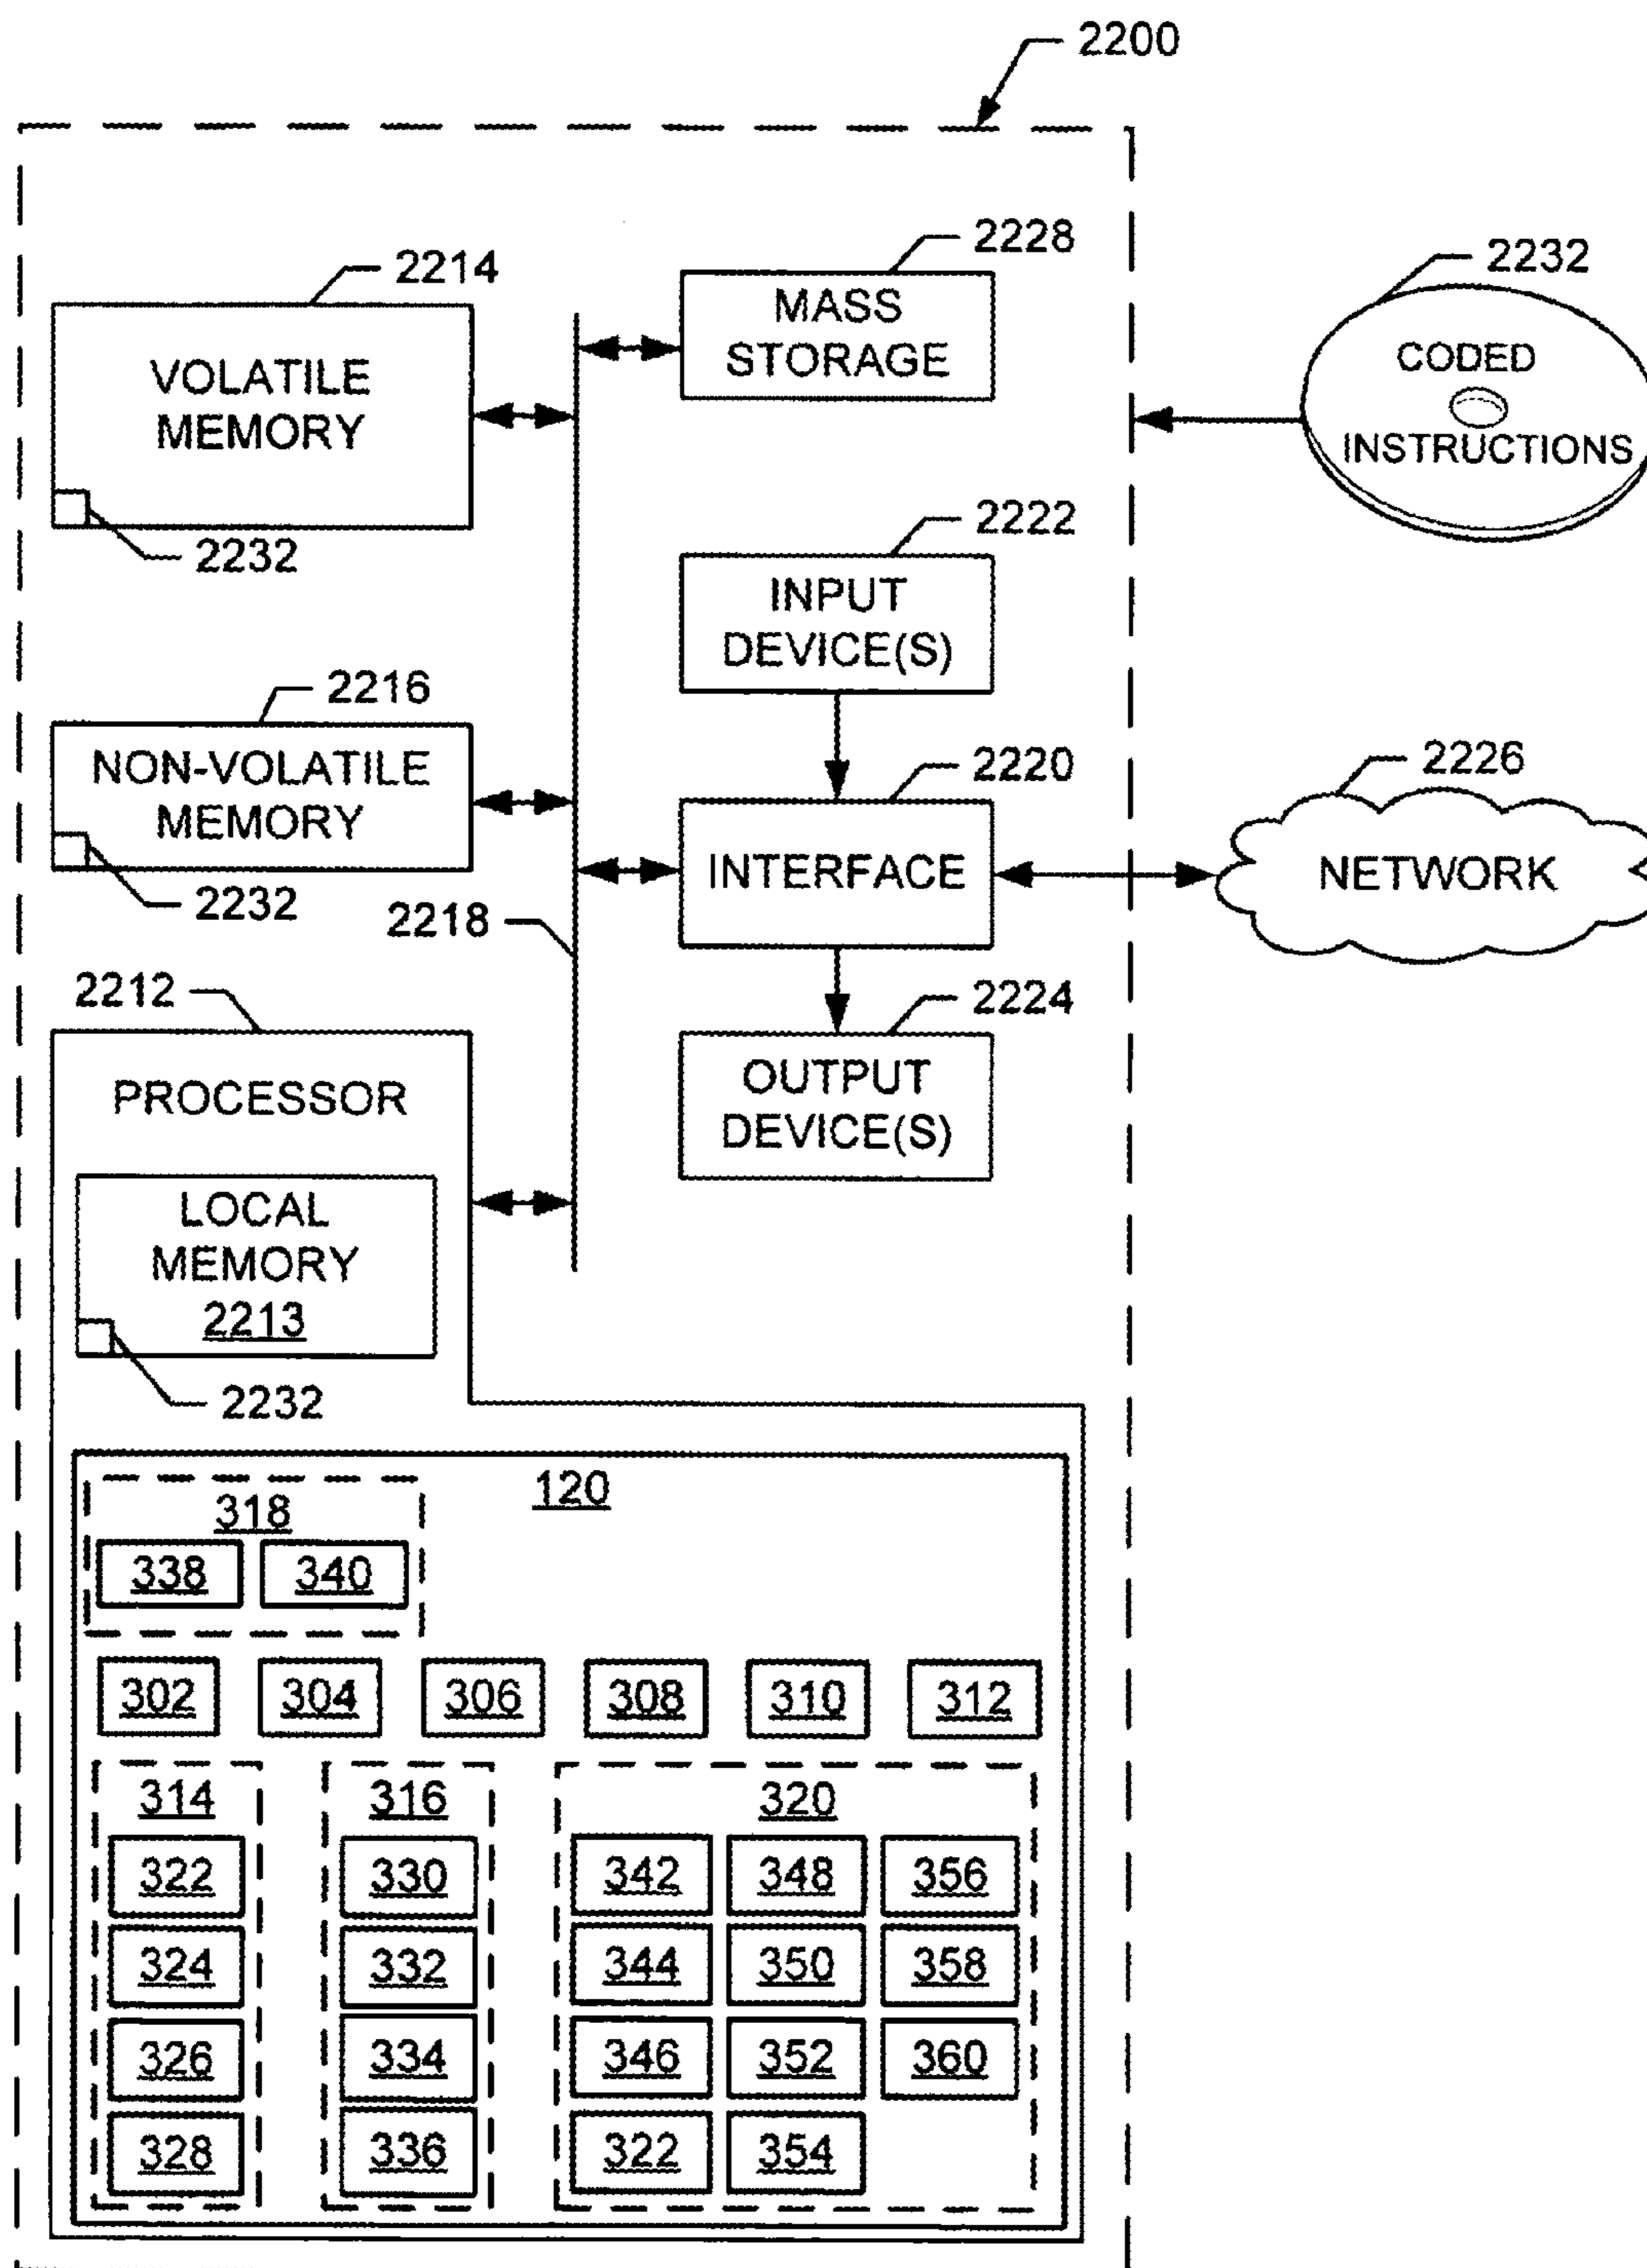 2200
2214
VOLATILE
MEMORY
2232
2228
MASS
STORAGE
2232
CODED
INSTRUCTIONS
2222
INPUT
DEVICE(S)
2216
NON-VOLATILE
MEMORY
2232
2218
2220
INTERFACE
2226
NETWORK
2224
OUTPUT
DEVICE(S)
2212
PROCESSOR
LOCAL
MEMORY
2213
2232
120
318
338 340
302 304 306 308 310 312
314
322
324
326
328
316
330
332
334
336
320
342 348 356
344 350 358
346 352 360
322 354